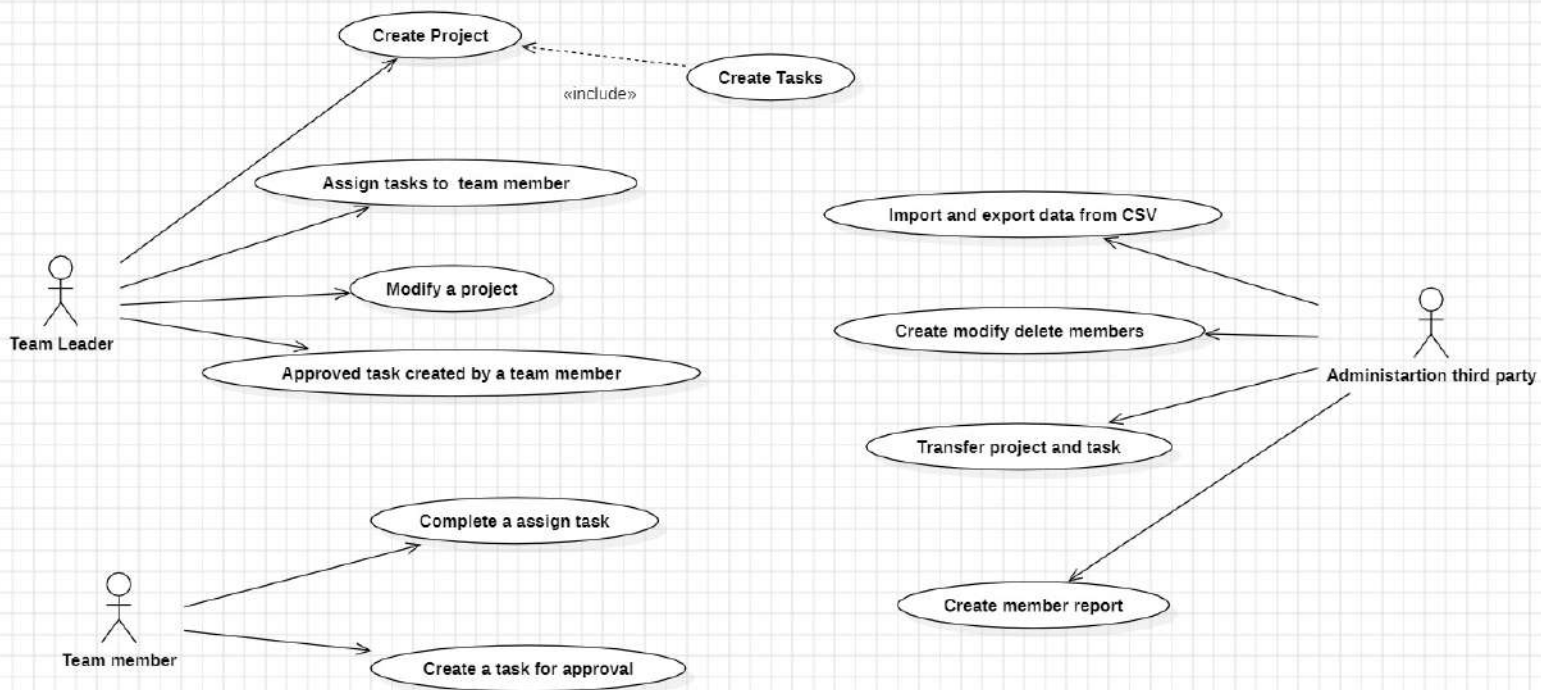 Create Project
Create Tasks
«include»
Assign tasks to team member
Import and export data from CSV
Modify a project
Create modify delete members
Team Leader
Approved task created by a team member
Administartion third party
Transfer project and task
Complete a assign task
Create member report
Team member
Create a task for approval